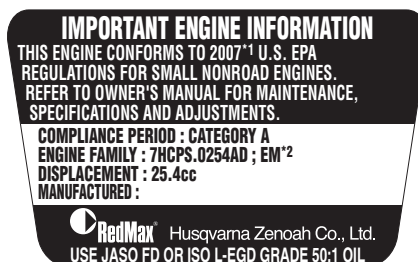 IMPORTANT ENGINE INFORMATION
THIS ENGINE CONFORMS TO 2007*1 U.S. EPA
REGULATIONS FOR SMALL NONROAD ENGINES.
REFER TO OWNER'S MANUAL FOR MAINTENANCE,
SPECIFICATIONS AND ADJUSTMENTS.
COMPLIANCE PERIOD : CATEGORY A
ENGINE FAMILY : 7HCPS.0254AD ; EM*2
DISPLACEMENT : 25.4cc
MANUFACTURED :
RedMax® Husqvarna Zenoah Co., Ltd.
USE JASO FD OR ISO L-EGD GRADE 50:1 OIL